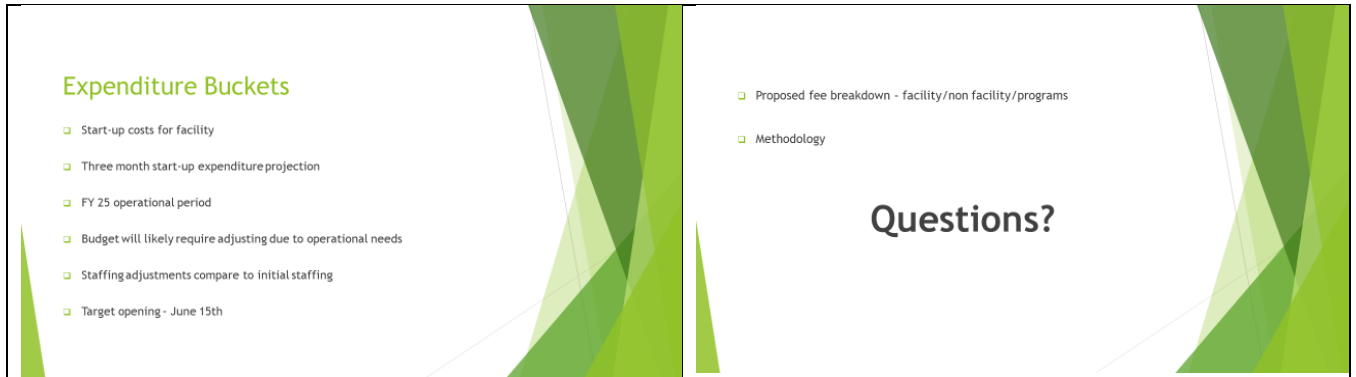 Expenditure Buckets
Start-up costs for facility
Three month start-up expenditure projection
FY 25 operational period
Budget will likely require adjusting due to operational needs
Staffing adjustments compare to initial staffing
Target opening - June 15th
Proposed fee breakdown – facility/non facility/programs
Methodology
Questions?